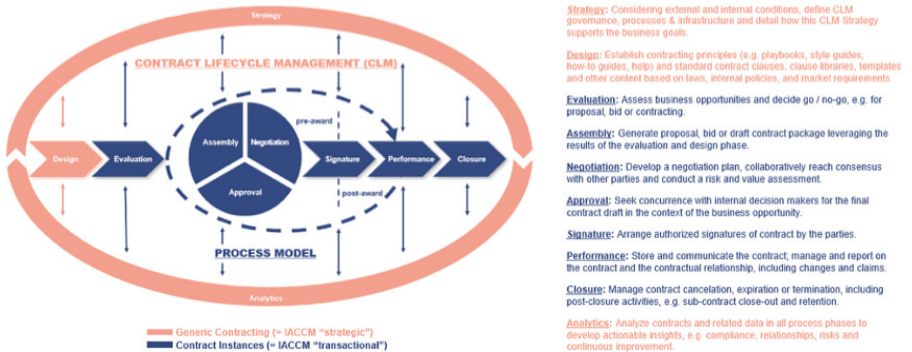 Strategy
CONTRACT LIFECYCLE MANAGEMENT (CLM)
pre-award
Assembly
Negotiation
Approval
Design
Evaluation
Signature
Performance
Closure
post-award
PROCESS MODEL
Analytics
Generic Contracting (= IACCM "strategic")
Contract Instances (= IACCM "transactional")
Strategy: Considering external and internal conditions, define CLM
governance, processes & infrastructure and detail how this CLM Strategy
supports the business goals.
Design: Establish contracting principles (e.g. playbooks, style guides,
how-to guides, help) and standard contract clauses, clause libraries, templates
and other content based on laws, internal policies, and market requirements.
Evaluation: Assess business opportunities and decide go / no-go, e.g. for
proposal, bid or contracting.
Assembly: Generate proposal, bid or draft contract package leveraging the
results of the evaluation and design phase.
Negotiation: Develop a negotiation plan, collaboratively reach consensus
with other parties and conduct a risk and value assessment.
Approval: Seek concurrence with internal decision makers for the final
contract draft in the context of the business opportunity.
Signature: Arrange authorized signatures of contract by the parties.
Performance: Store and communicate the contract; manage and report on
the contract and the contractual relationship, including changes and claims.
Closure: Manage contract cancelation, expiration or termination, including
post-closure activities, e.g. sub-contract close-out and retention.
Analytics: Analyze contracts and related data in all process phases to
develop actionable insights, e.g. compliance, relationships, risks and
continuous improvement.